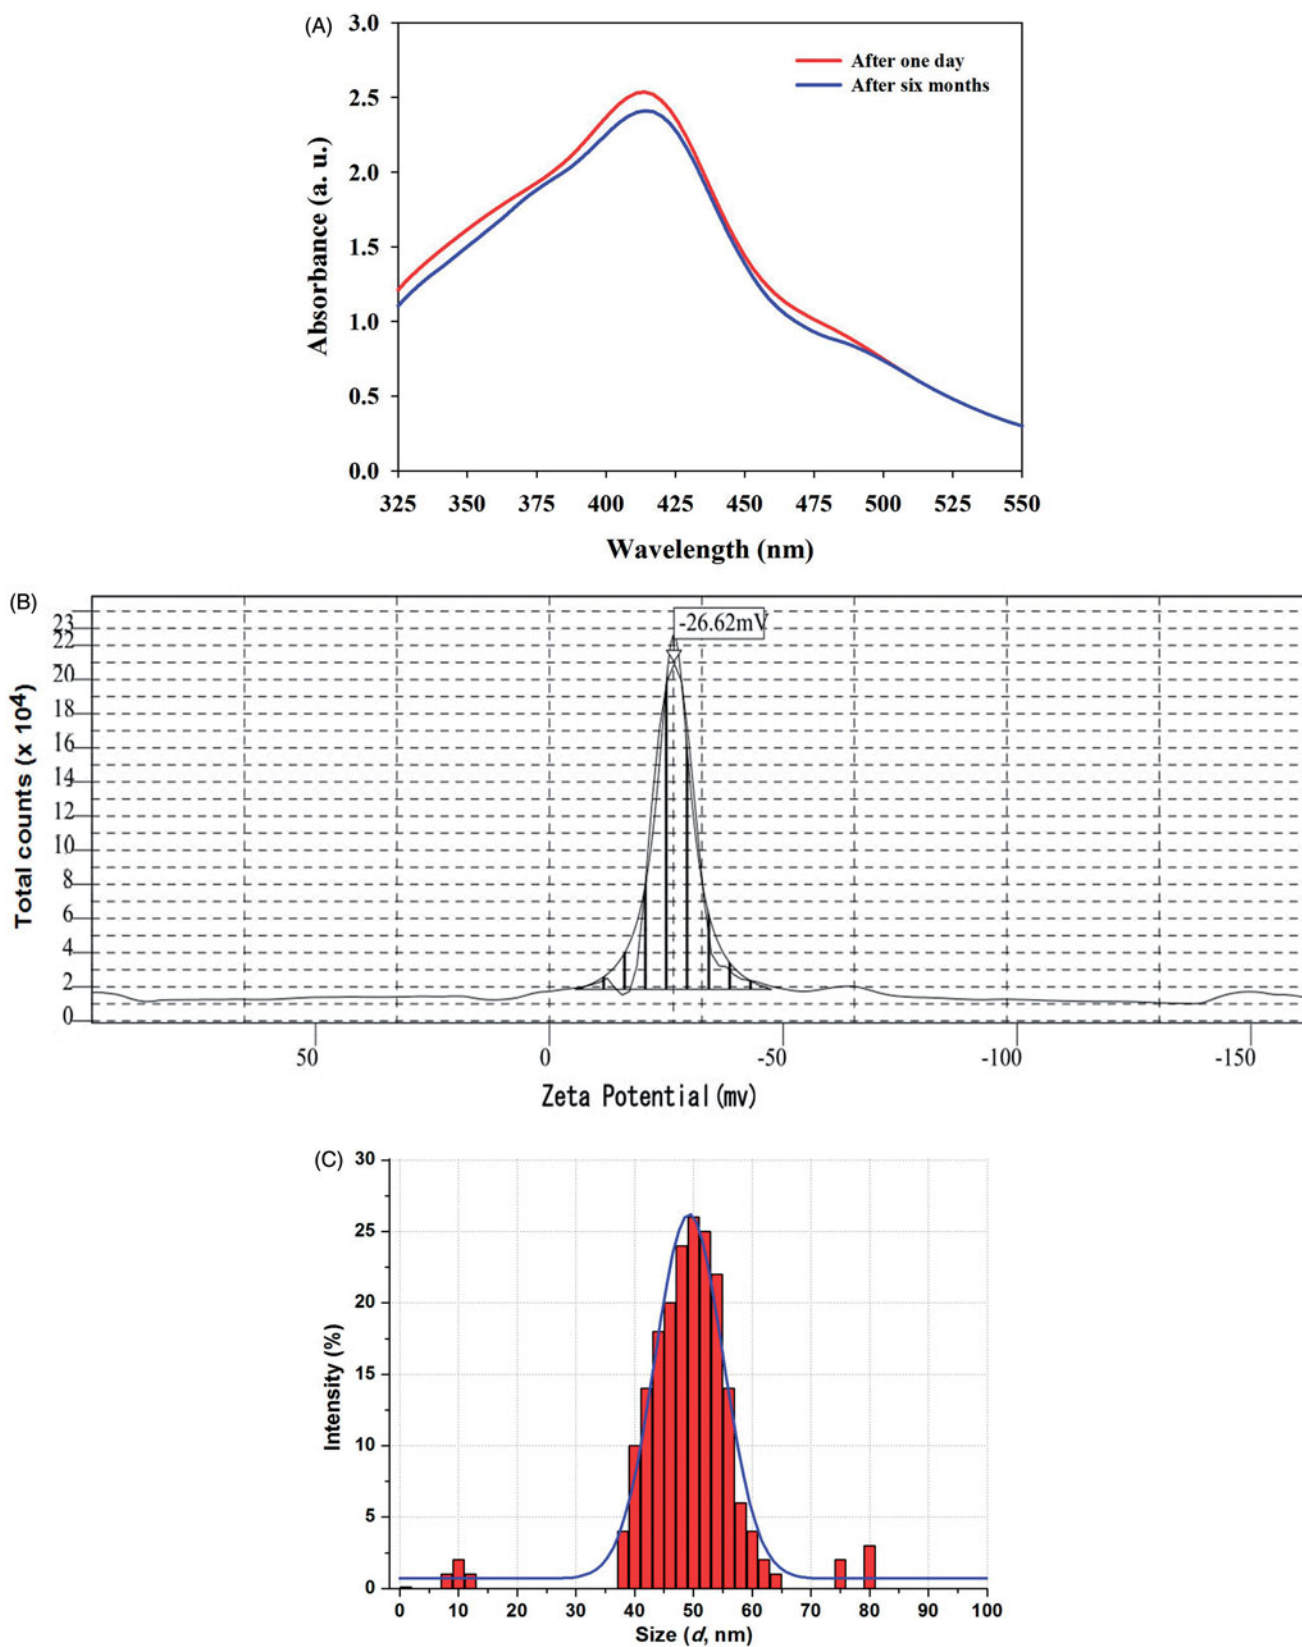 (A)
3.0
2.5
2.0
1.5
1.0
0.5
0.0
Absorbance (a. u.)
After one day
After six months
325 350 375 400 425 450 475 500 525 550
Wavelength (nm)
(B)
-26.62mV
23
22
20
18
16
14
12
10
8
6
4
2
0
Total counts (x 10⁴)
50 0 -50 -100 -150
Zeta Potential(mv)
(C)
30
25
20
15
10
5
0
Intensity (%)
0 10 20 30 40 50 60 70 80 90 100
Size (d, nm)